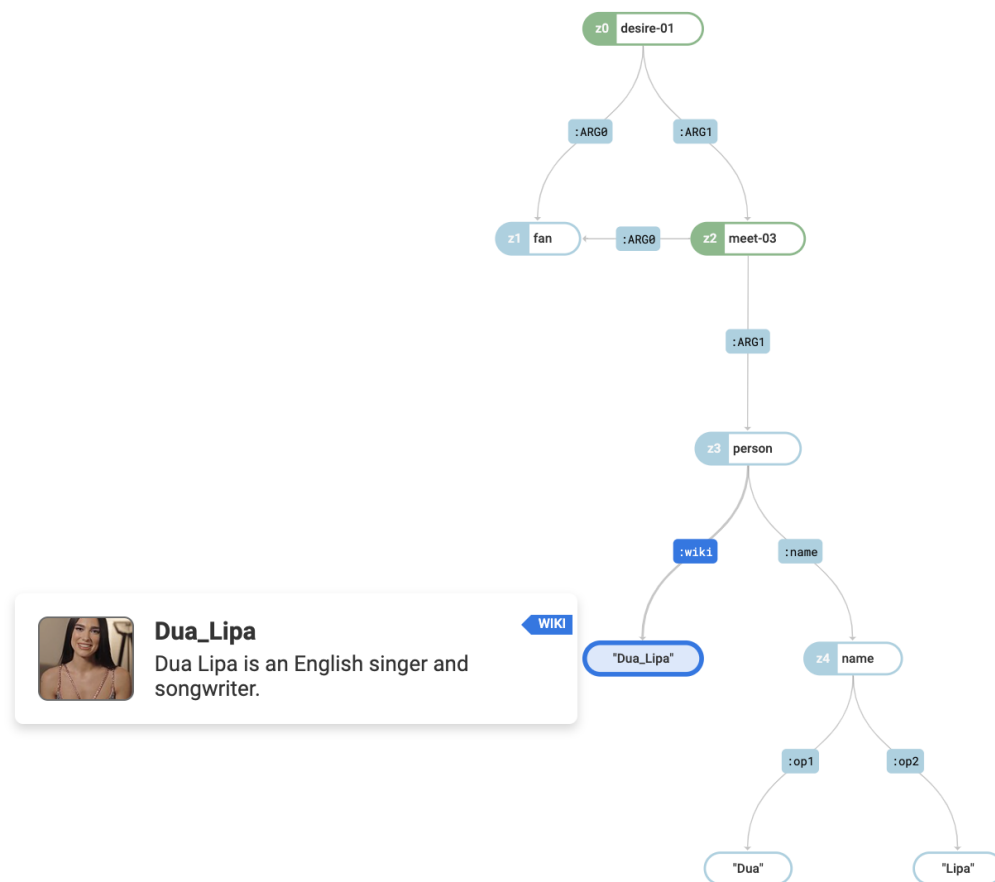 z0 desire-01
:ARG0 :ARG1
z1 fan :ARG0 z2 meet-03
:ARG1
z3 person
:wiki :name
Dua_Lipa WIKI
Dua Lipa is an English singer and
songwriter.
"Dua_Lipa" z4 name
:op1 :op2
"Dua" "Lipa"